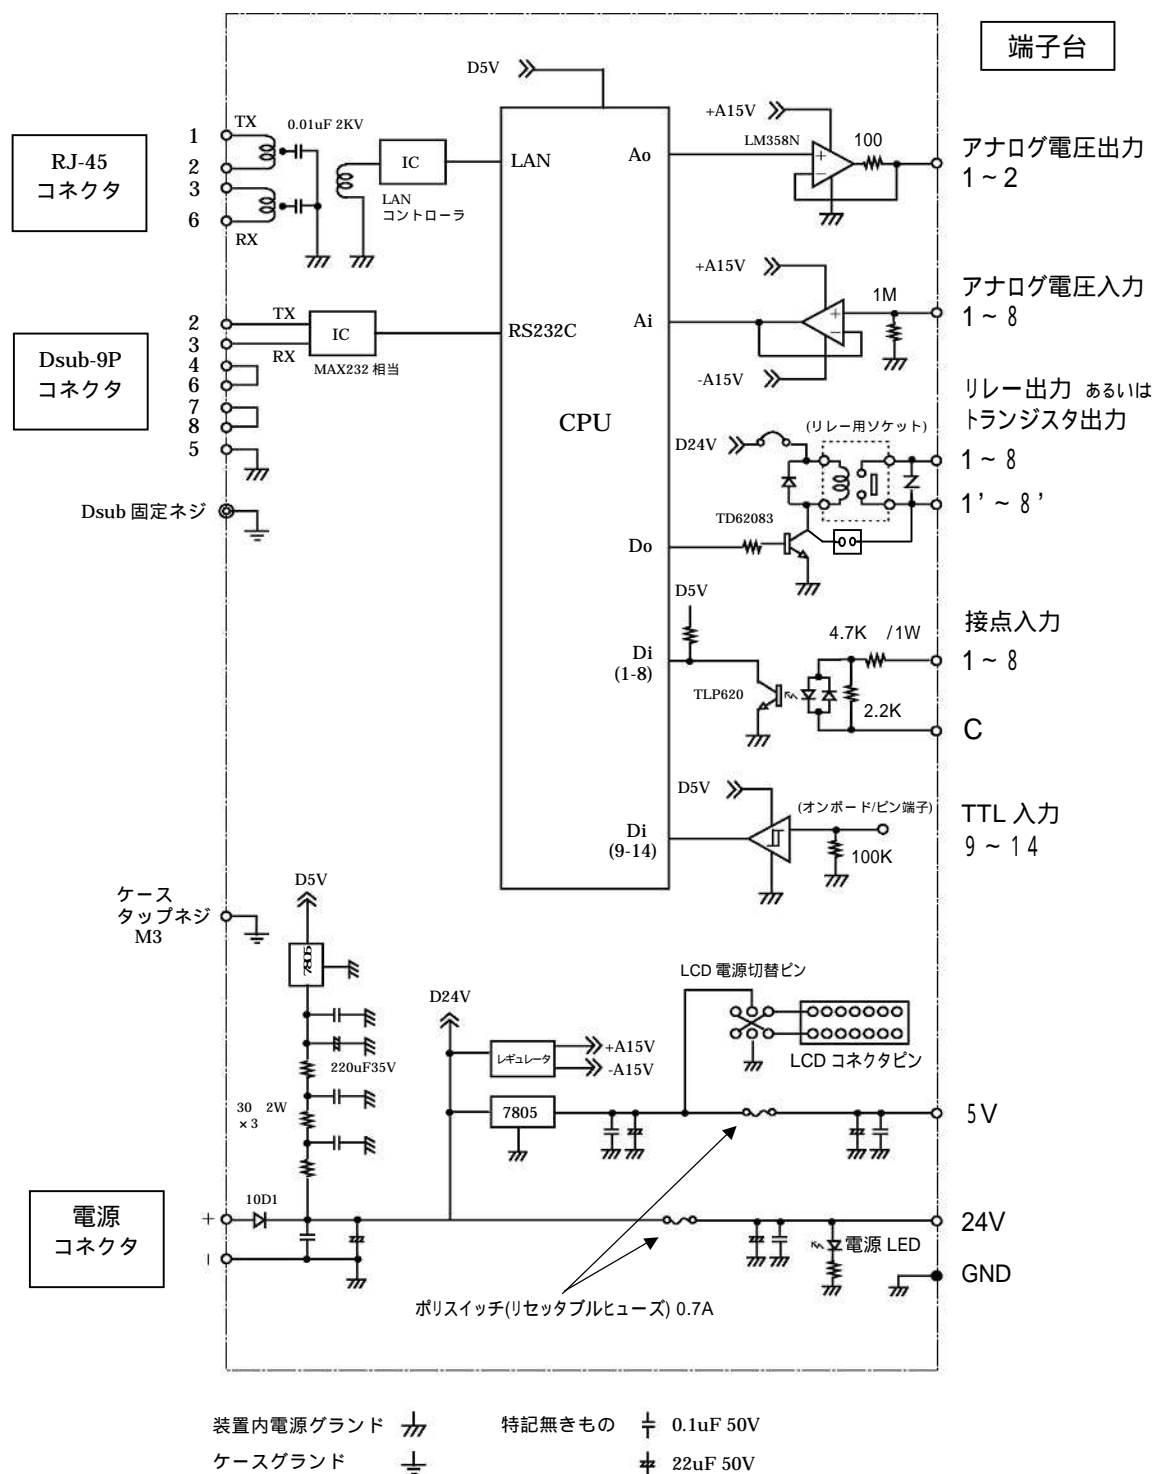 端子台
D5V
+A15V
RJ-45
コネクタ
1
2
3
6
TX
RX
0.01uF 2KV
IC
LAN
コントローラ
LAN
Ao
LM358N
100
アナログ電圧出力
1~2
+A15V
-A15V
Ai
1M
アナログ電圧入力
1~8
Dsub-9P
コネクタ
2
3
4
6
7
8
5
TX
RX
IC
MAX232 相当
RS232C
CPU
リレー出力 あるいは
トランジスタ出力
(リレー用ソケット)
D24V
1~8
1'~8'
TD62083
Do
Dsub 固定ネジ
D5V
Di
(1-8)
TLP620
4.7K /1W
2.2K
接点入力
1~8
C
D5V
Di
(9-14)
(オンボード/ピン端子)
100K
TTL 入力
9~14
ケース
タップネジ
M3
D5V
7805
220uF35V
30 2W
×3
D24V
レギュレータ
+A15V
-A15V
7805
LCD 電源切替ピン
LCD コネクタピン
5V
電源
コネクタ
+
-
10D1
24V
電源 LED
GND
ポリスイッチ(リセッタブルヒューズ) 0.7A
装置内電源グランド
特記無きもの
0.1uF 50V
ケースグランド
22uF 50V